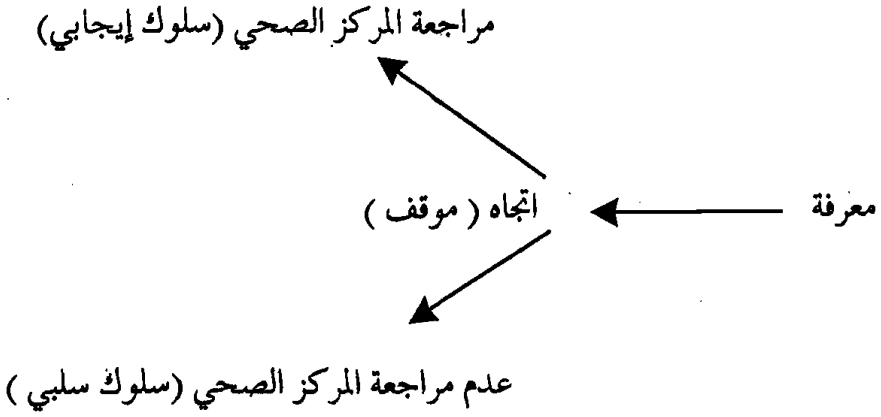 مراجعة المركز الصحي (سلوك إيجابي)
معرفة
اتجاه ( موقف )
عدم مراجعة المركز الصحي (سلوك سلبي )